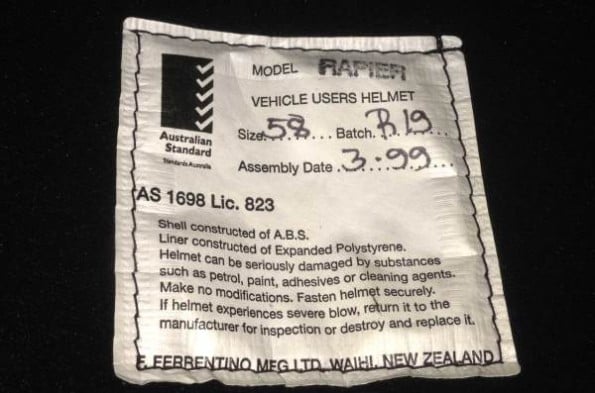 MODEL RAPIER
VEHICLE USERS HELMET
Size. 58... Batch. B19...
Australian
Standard
Standards Australia
Assembly Date .3.99...
AS 1698 Lic. 823
Shell constructed of A.B.S.
Liner constructed of Expanded Polystyrene.
Helmet can be seriously damaged by substances
such as petrol, paint, adhesives or cleaning agents.
Make no modifications. Fasten helmet securely.
If helmet experiences severe blow, return it to the
manufacturer for inspection or destroy and replace it.
F. FERRENTINO MFG LTD. WAIHI. NEW ZEALAND